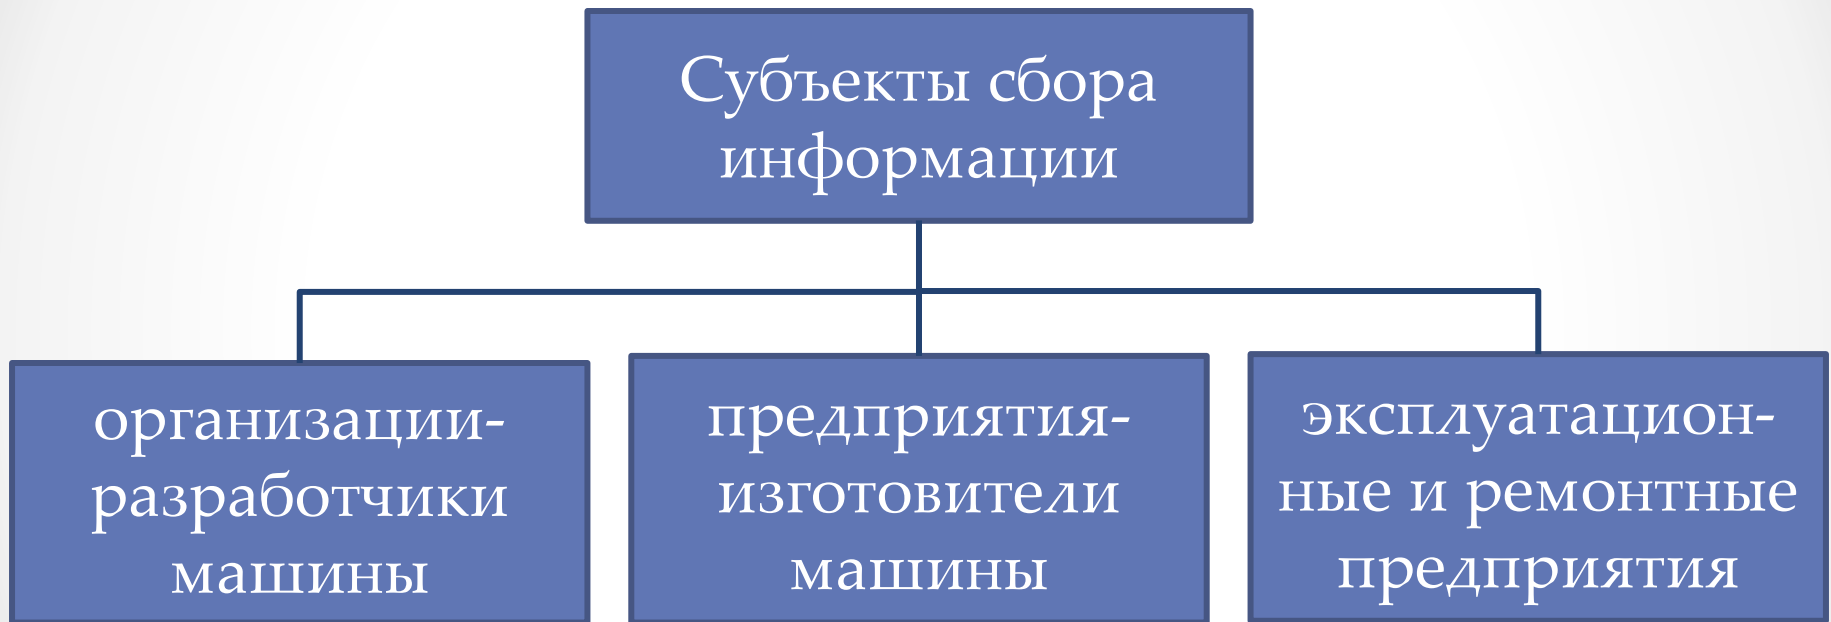 Субъекты сбора
информации
организации-
разработчики
машины
предприятия-
изготовители
машины
эксплуатацион-
ные и ремонтные
предприятия